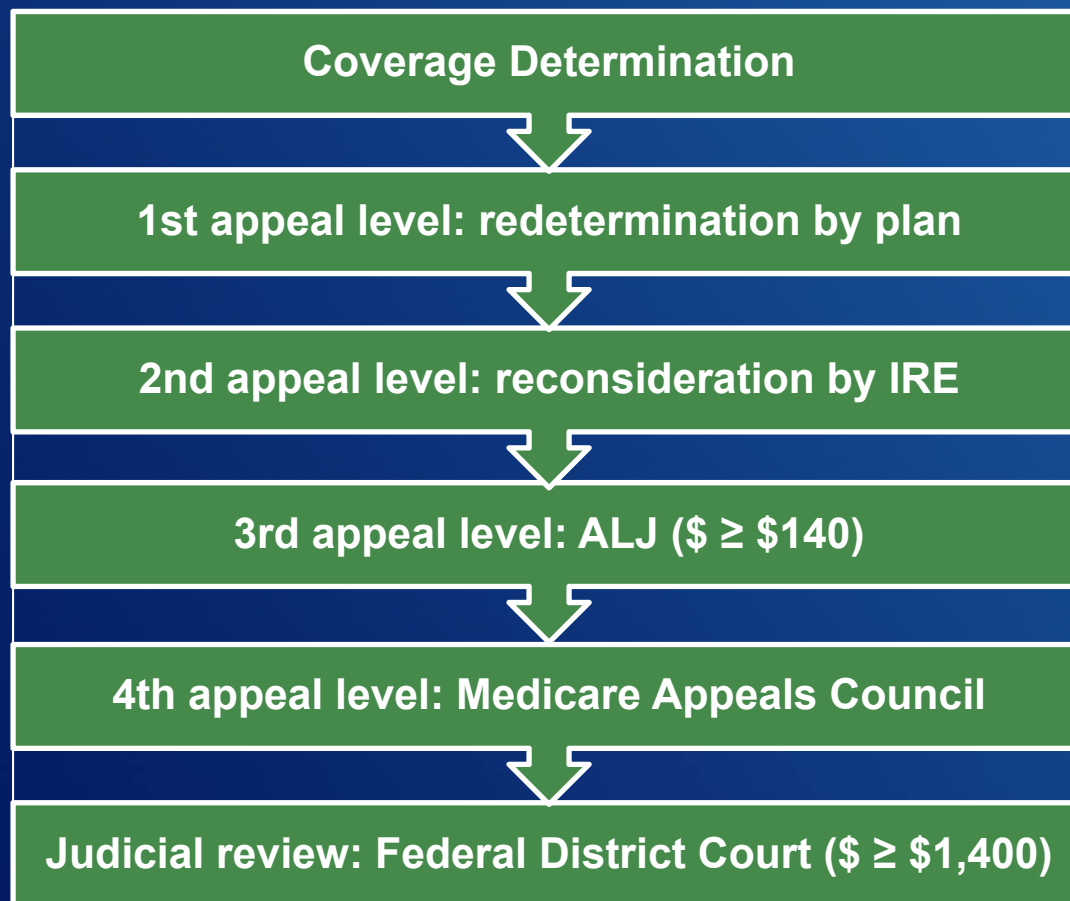 Coverage Determination
1st appeal level: redetermination by plan
2nd appeal level: reconsideration by IRE
3rd appeal level: ALJ ($ ≥ $140)
4th appeal level: Medicare Appeals Council
Judicial review: Federal District Court ($ ≥ $1,400)